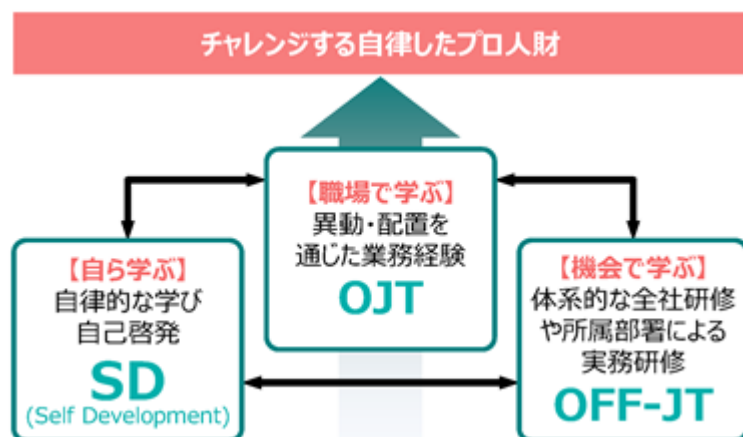 チャレンジする自律したプロ人財
【職場で学ぶ】
異動・配置を
通じた業務経験
OJT
【自ら学ぶ】
自律的な学び
自己啓発
SD
(Self Development)
【機会で学ぶ】
体系的な全社研修
や所属部署による
実務研修
OFF-JT